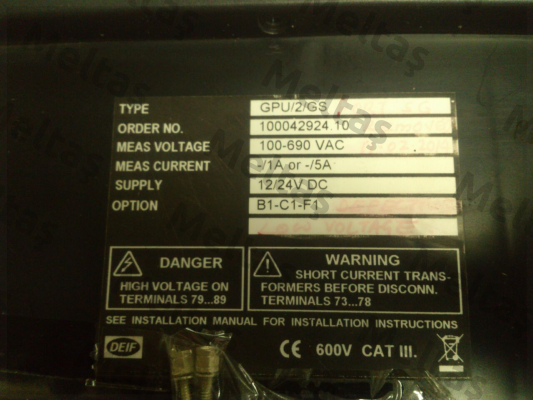 TYPE GPU/2/GS
ORDER NO. 100042924.10
MEAS VOLTAGE 100-690 VAC
MEAS CURRENT -/1A or -/5A
SUPPLY 12/24V DC
OPTION B1-C1-F1
VOLTAGE
DANGER
HIGH VOLTAGE ON
TERMINALS 79...89
WARNING
SHORT CURRENT TRANS-
FORMERS BEFORE DISCONN.
TERMINALS 73...78
SEE INSTALLATION MANUAL FOR INSTALLATION INSTRUCTIONS
DEIF
CE 600V CAT III.
Meltaş